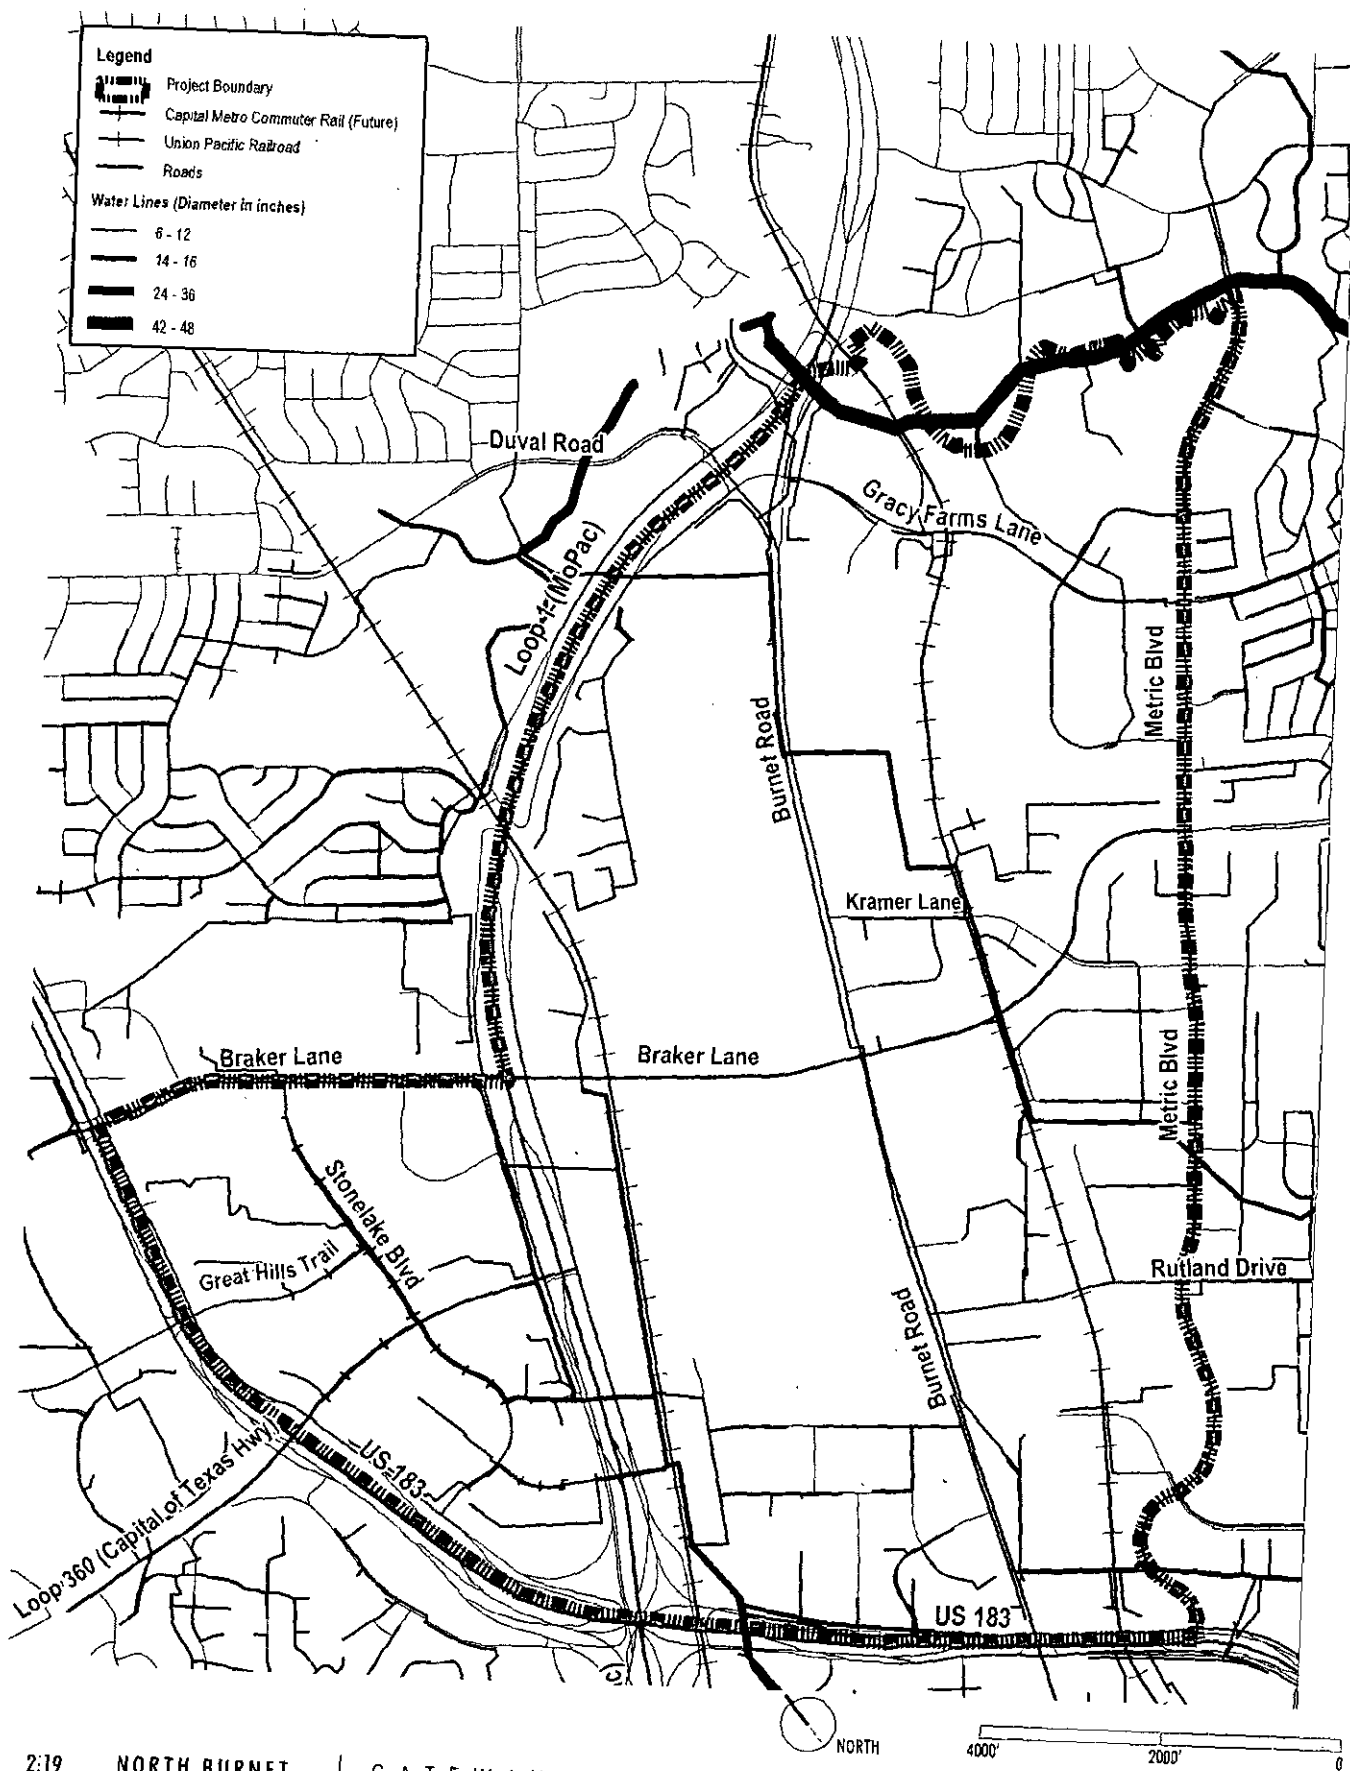 Legend
Project Boundary
Capital Metro Commuter Rail (Future)
Union Pacific Railroad
Roads
Water Lines (Diameter in inches)
6 - 12
14 - 16
24 - 36
42 - 48
Duval Road
Gracy Farms Lane
Loop 1 (MoPac)
Metric Blvd
Burnet Road
Kramer Lane
Braker Lane
Braker Lane
Metric Blvd
Stonelake Blvd
Great Hills Trail
Rutland Drive
Burnet Road
US 183
Loop 360 (Capital of Texas Hwy)
US 183
NORTH
4000'
2000'
0
2:19 NORTH BURNET